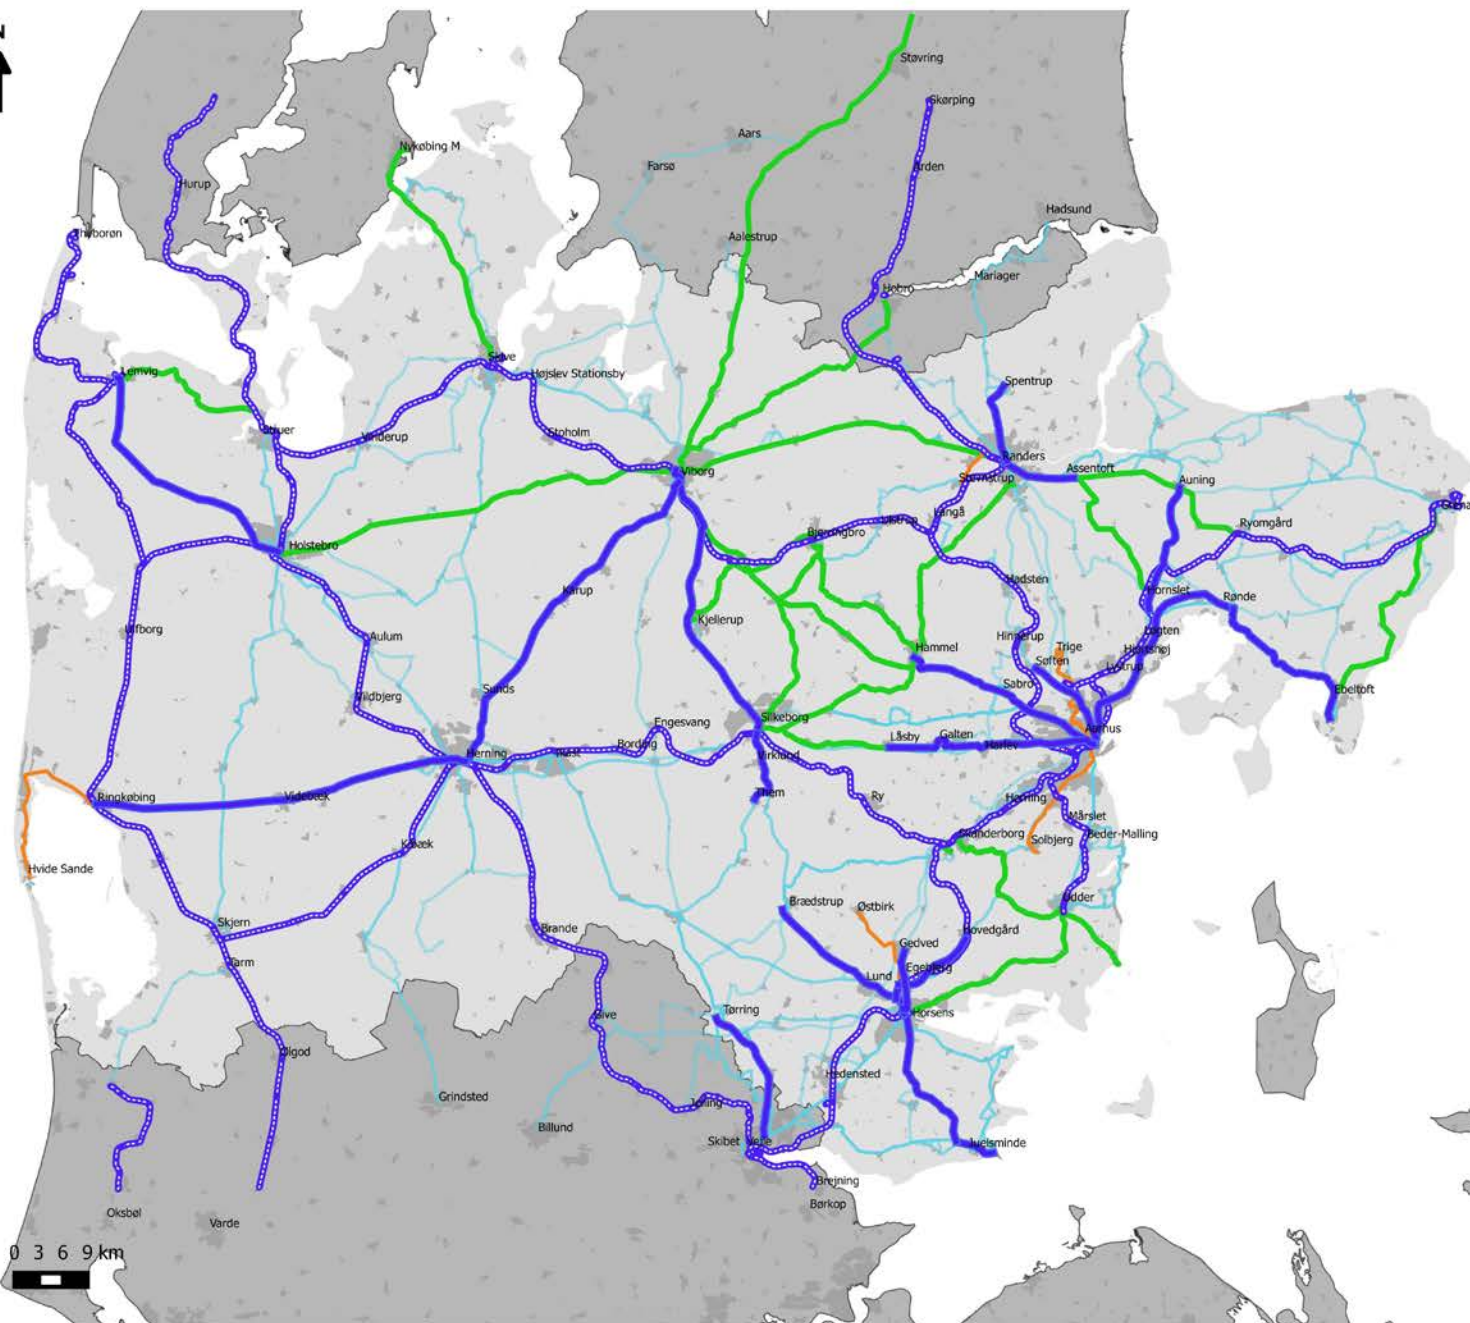 N
Støvring
Skørping
Aars
Nykøbing M
Farsø
Arden
Hurup
Hadsund
Thyborøn
Aalestrup
Mariager
Hobro
Skive
Lemvig
Højslev Stationsby
Spentrup
Struer
Vinderup
Stoholm
Randers
Viborg
Assentoft
Stevnstrup
Auning
Langå
Ulstrup
Ryomgård
Bjerringbro
Holstebro
Hadsten
Karup
Hornslet
Rønde
Kjellerup
Ulfborg
Aulum
Løgten
Hinnerup
Trige
Hammel
Hjortshøj
Søften
Lystrup
Sabro
Sunds
Ebeltoft
Vildbjerg
Silkeborg
Engesvang
Aarhus
Låsby
Galten
Harlev
Bording
Herning
Ikast
Virklund
Ringkøbing
Videbæk
Them
Ry
Hørning
Mårslet
Skanderborg
Solbjerg
Beder-Malling
Kibæk
Hvide Sande
Brædstrup
Østbirk
Odder
Skjern
Brande
Hovedgård
Gedved
Tarm
Lund
Egebjerg
Tørring
Horsens
Give
Ølgod
Hedensted
Grindsted
Jelling
Billund
Skibet
Vejle
Juelsminde
Brejning
Børkop
Oksbøl
Varde
0 3 6 9 km